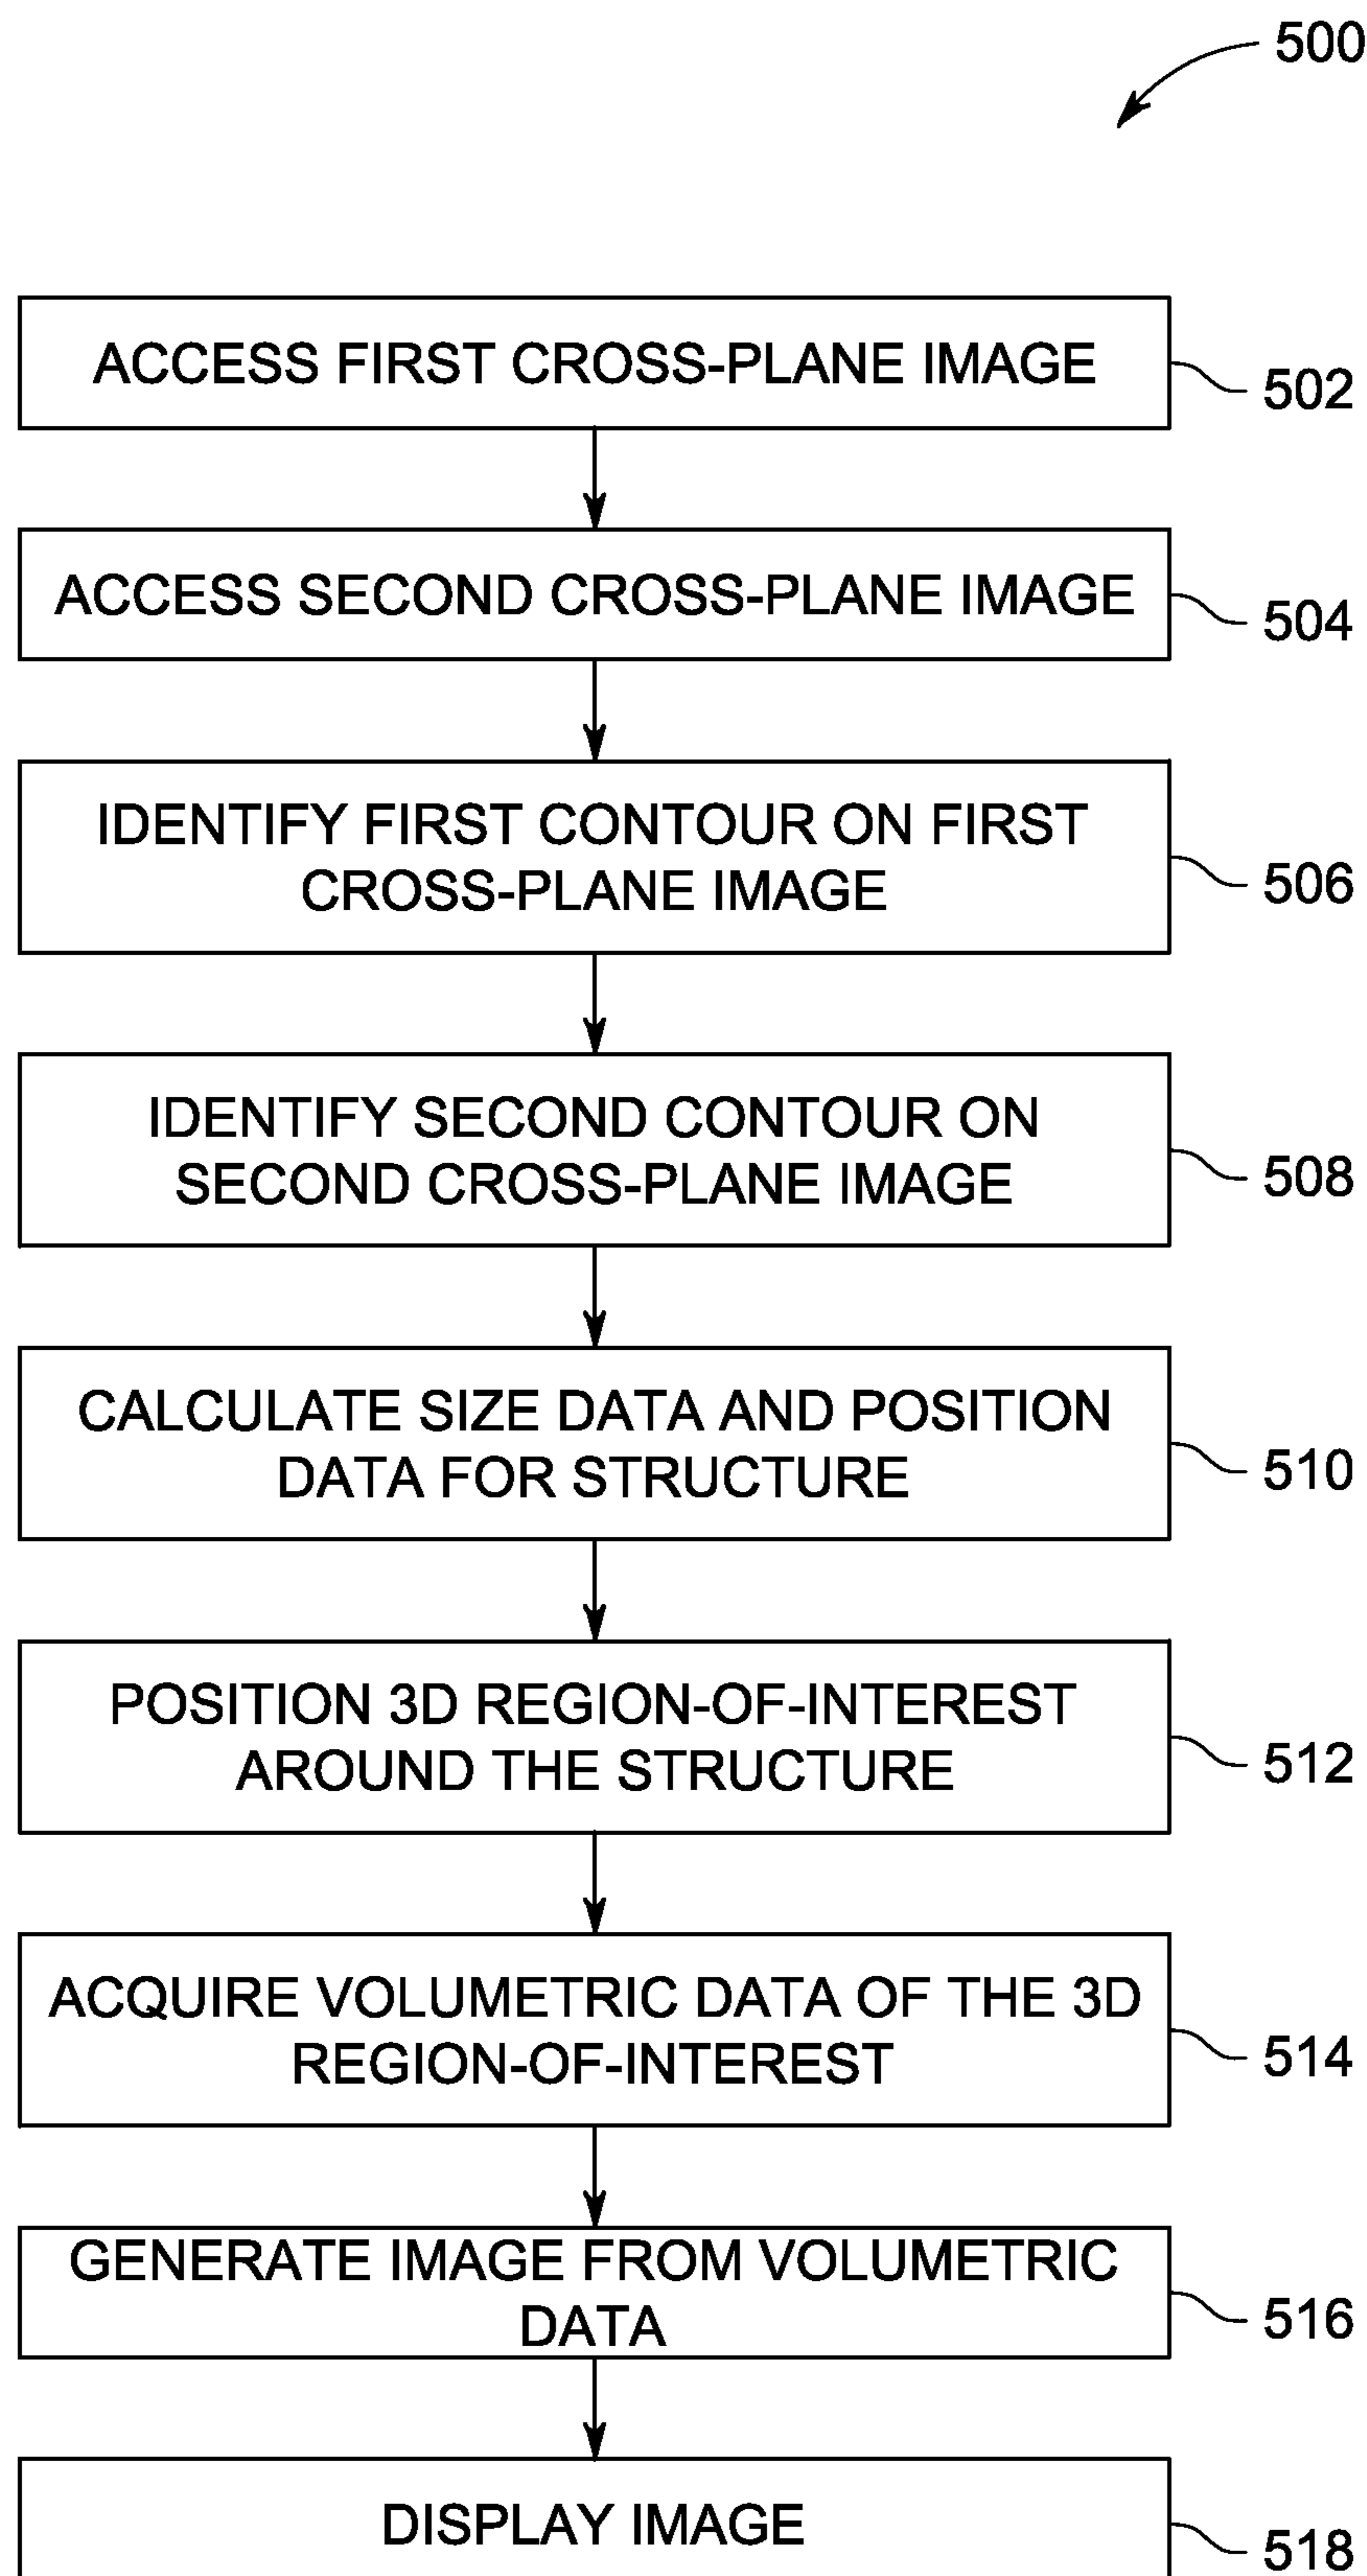 500
ACCESS FIRST CROSS-PLANE IMAGE
502
ACCESS SECOND CROSS-PLANE IMAGE
504
IDENTIFY FIRST CONTOUR ON FIRST
CROSS-PLANE IMAGE
506
IDENTIFY SECOND CONTOUR ON
SECOND CROSS-PLANE IMAGE
508
CALCULATE SIZE DATA AND POSITION
DATA FOR STRUCTURE
510
POSITION 3D REGION-OF-INTEREST
AROUND THE STRUCTURE
512
ACQUIRE VOLUMETRIC DATA OF THE 3D
REGION-OF-INTEREST
514
GENERATE IMAGE FROM VOLUMETRIC
DATA
516
DISPLAY IMAGE
518